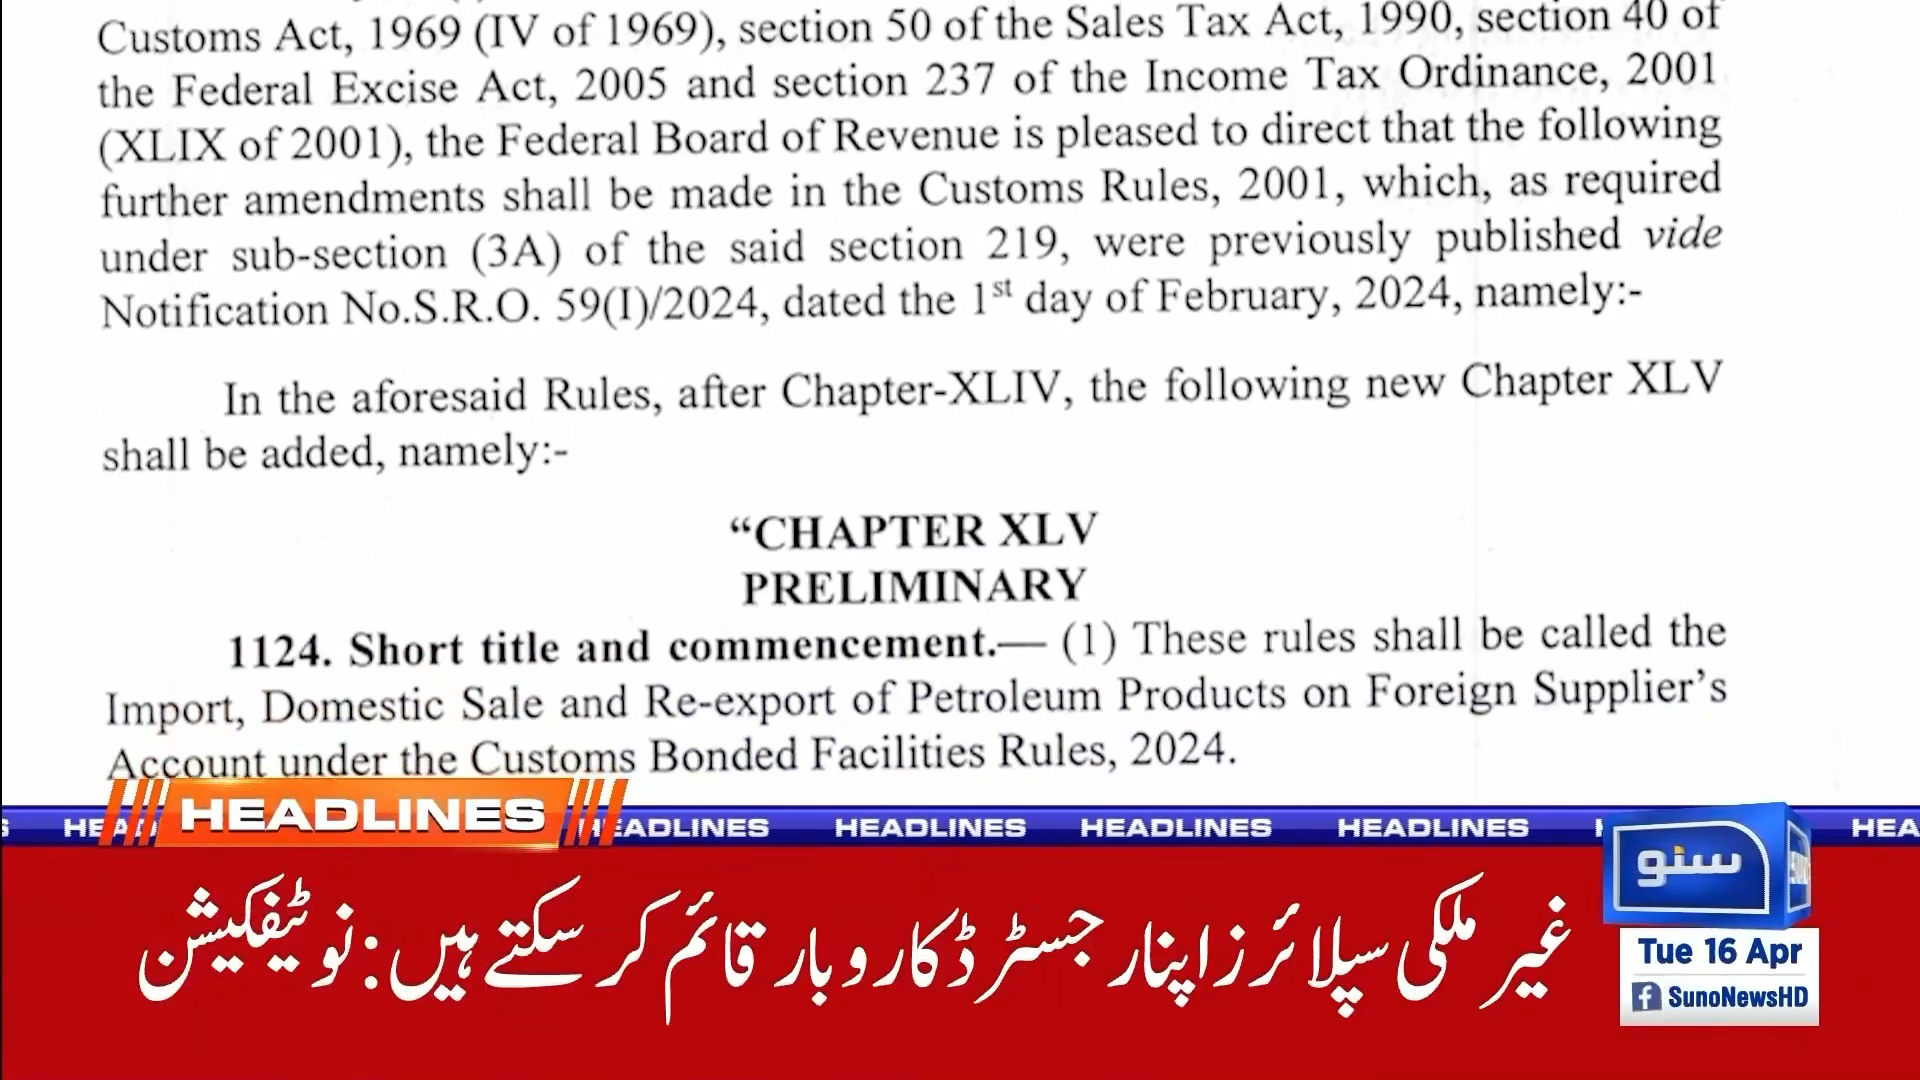 Customs Act, 1969 (IV of 1969), section 50 of the Sales Tax Act, 1990, section 40 of
the Federal Excise Act, 2005 and section 237 of the Income Tax Ordinance, 2001
(XLIX of 2001), the Federal Board of Revenue is pleased to direct that the following
further amendments shall be made in the Customs Rules, 2001, which, as required
under sub-section (3A) of the said section 219, were previously published vide
Notification No.S.R.O. 59(I)/2024, dated the 1st day of February, 2024, namely:-
In the aforesaid Rules, after Chapter-XLIV, the following new Chapter XLV
shall be added, namely:-
“CHAPTER XLV
PRELIMINARY
1124. Short title and commencement.— (1) These rules shall be called the
Import, Domestic Sale and Re-export of Petroleum Products on Foreign Supplier’s
Account under the Customs Bonded Facilities Rules, 2024.
HEADLINES
HEADLINES HEADLINES HEADLINES HEADLINES
سنو
غیر ملکی سپلائرز اپنا رجسٹرڈ کاروبار قائم کر سکتے ہیں: نوٹیفکیشن
Tue 16 Apr
SunoNewsHD